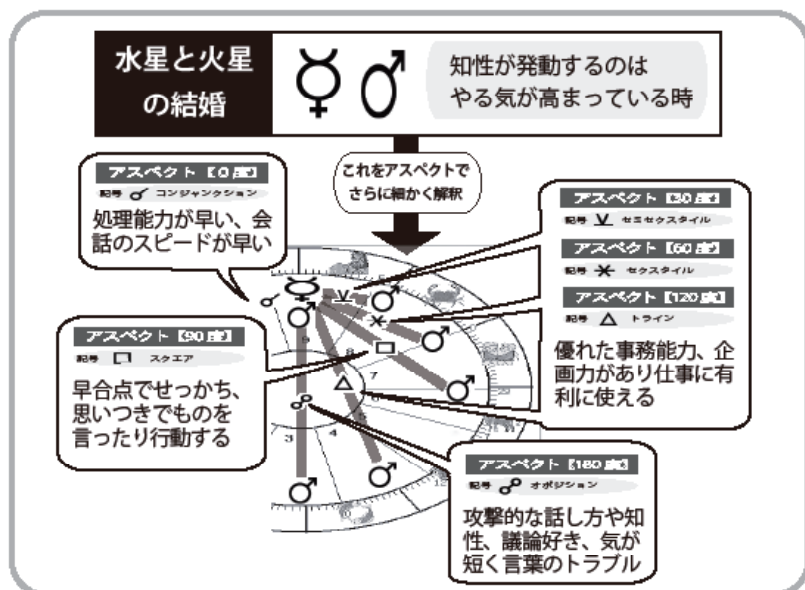 水星と火星
の結婚
☿ ♂
知性が発動するのは
やる気が高まっている時
これをアスペクトで
さらに細かく解釈
アスペクト【0度】
記号 ☌ コンジャンクション
処理能力が早い、会
話のスピードが早い
アスペクト【30度】
記号 ⚺ セミセクスタイル
アスペクト【60度】
記号 ⚹ セクスタイル
アスペクト【120度】
記号 △ トライン
優れた事務能力、企
画力があり仕事に有
利に使える
アスペクト【90度】
記号 □ スクエア
早合点でせっかち、
思いつきでものを
言ったり行動する
アスペクト【180度】
記号 ☍ オポジション
攻撃的な話し方や知
性、議論好き、気が
短く言葉のトラブル
9
8
7
6
5
4
3